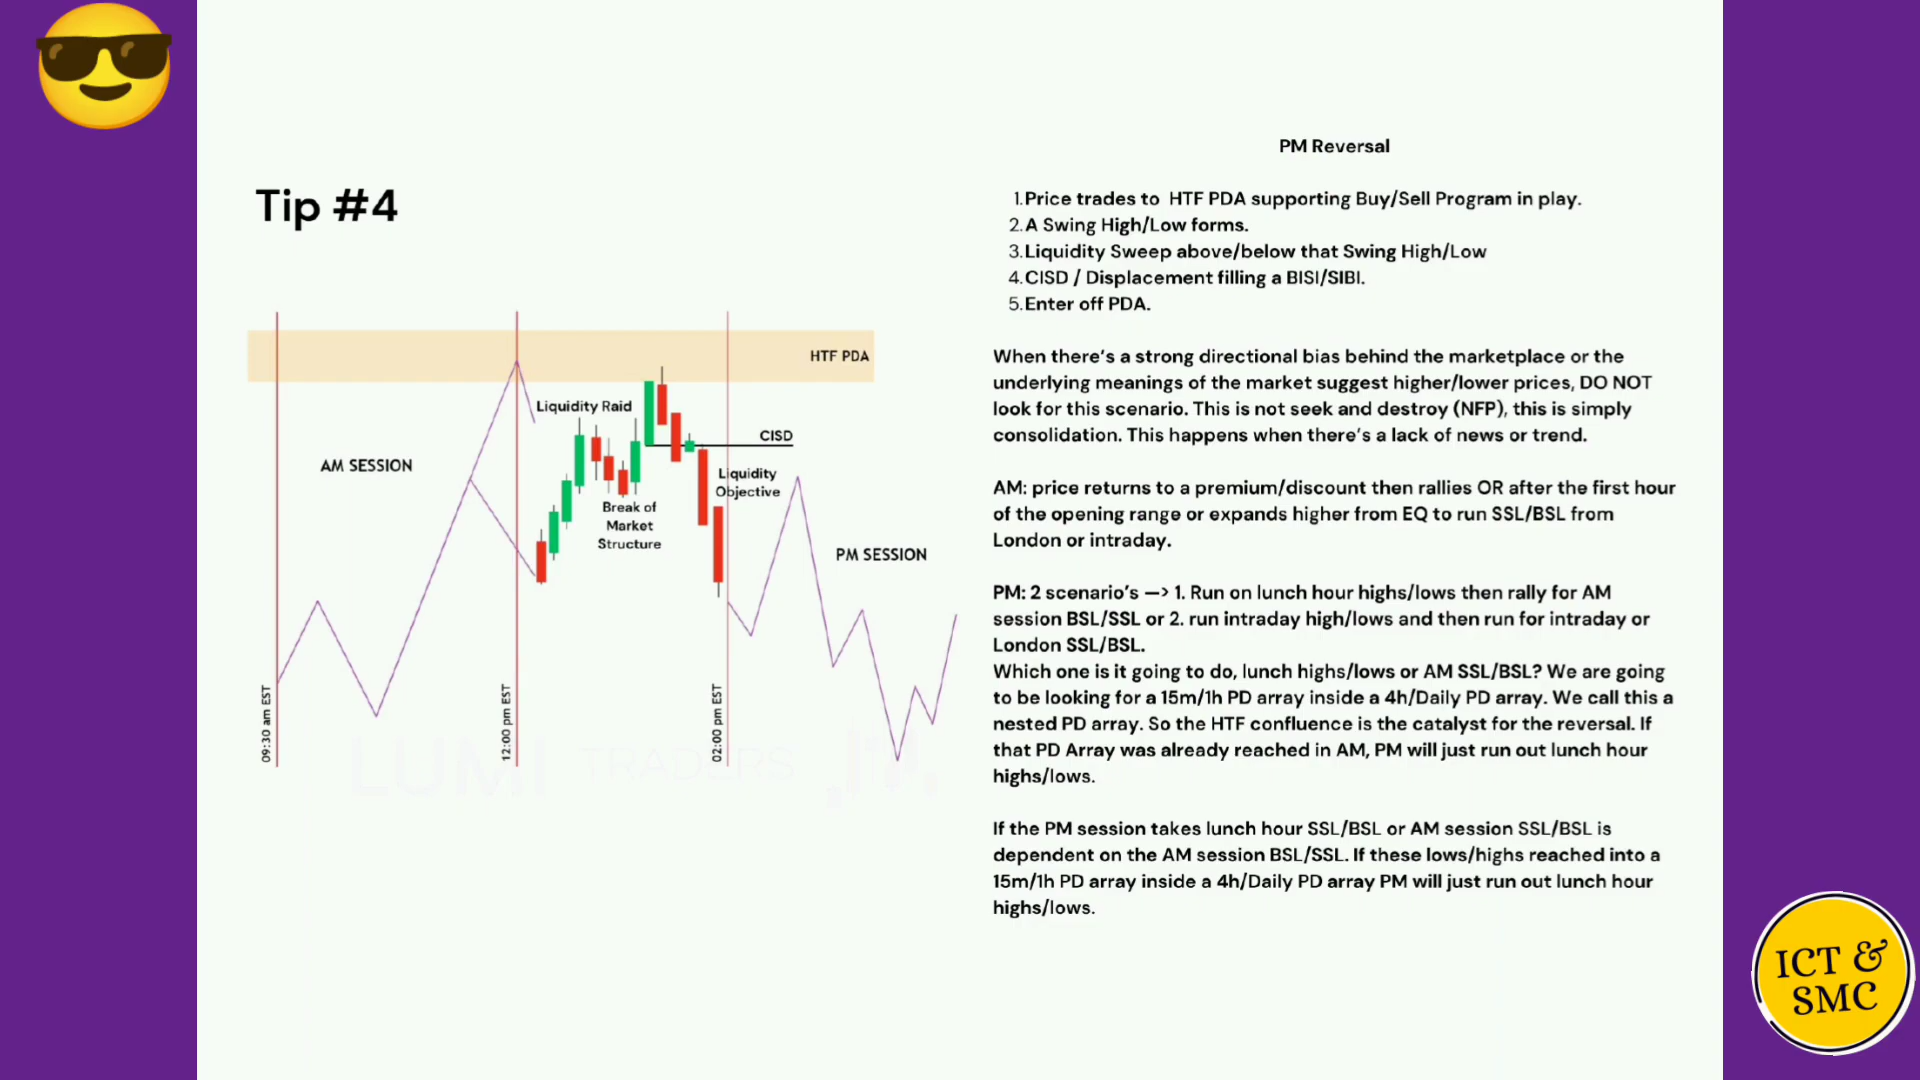 Tip #4
HTF PDA
Liquidity Raid
CISD
AM SESSION
Liquidity
Objective
Break of
Market
Structure
PM SESSION
09:30 am EST
12:00 pm EST
02:00 pm EST
LUMI TRADERS
PM Reversal
1. Price trades to HTF PDA supporting Buy/Sell Program in play.
2. A Swing High/Low forms.
3. Liquidity Sweep above/below that Swing High/Low
4. CISD / Displacement filling a BISI/SIBI.
5. Enter off PDA.
When there's a strong directional bias behind the marketplace or the
underlying meanings of the market suggest higher/lower prices, DO NOT
look for this scenario. This is not seek and destroy (NFP), this is simply
consolidation. This happens when there's a lack of news or trend.
AM: price returns to a premium/discount then rallies OR after the first hour
of the opening range or expands higher from EQ to run SSL/BSL from
London or intraday.
PM: 2 scenario's —> 1. Run on lunch hour highs/lows then rally for AM
session BSL/SSL or 2. run intraday high/lows and then run for intraday or
London SSL/BSL.
Which one is it going to do, lunch highs/lows or AM SSL/BSL? We are going
to be looking for a 15m/1h PD array inside a 4h/Daily PD array. We call this a
nested PD array. So the HTF confluence is the catalyst for the reversal. If
that PD Array was already reached in AM, PM will just run out lunch hour
highs/lows.
If the PM session takes lunch hour SSL/BSL or AM session SSL/BSL is
dependent on the AM session BSL/SSL. If these lows/highs reached into a
15m/1h PD array inside a 4h/Daily PD array PM will just run out lunch hour
highs/lows.
ICT &
SMC